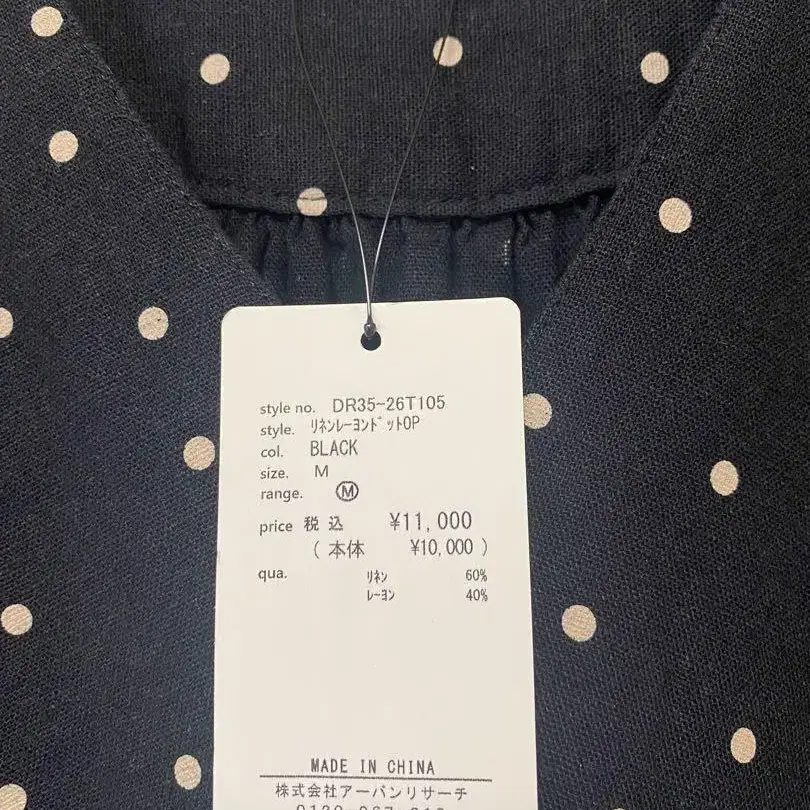 style no. DR35-26T105
style. ﾘﾈﾝﾚｰﾖﾝﾄﾞｯﾄOP
col. BLACK
size. M
range. Ⓜ
price 税込 ¥11,000
(本体 ¥10,000)
qua. ﾘﾈﾝ 60%
ﾚｰﾖﾝ 40%
MADE IN CHINA
株式会社アーバンリサーチ